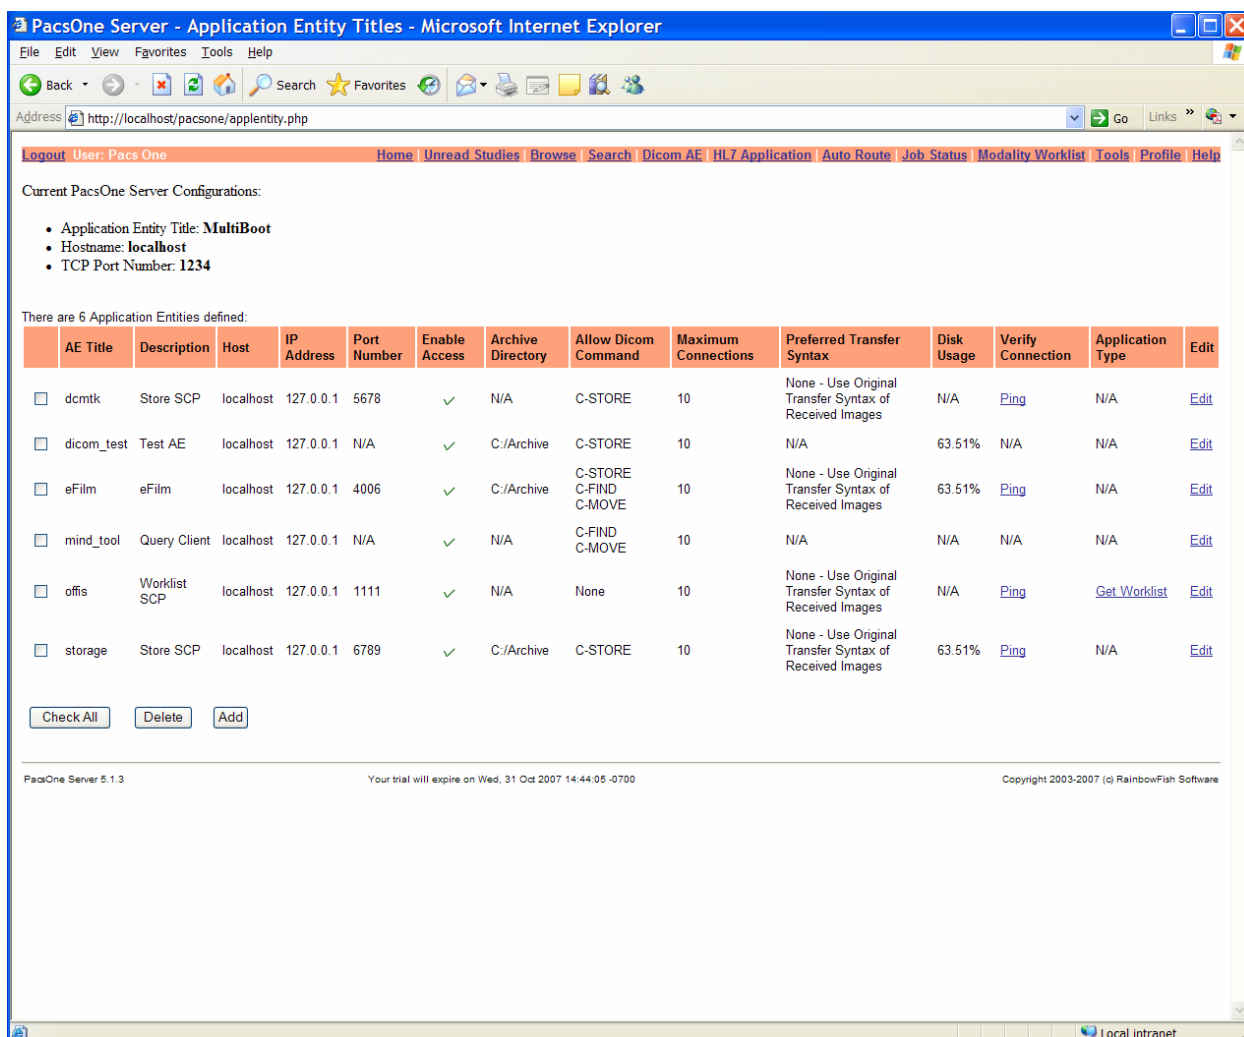 PacsOne Server - Application Entity Titles - Microsoft Internet Explorer
File Edit View Favorites Tools Help
Back Search Favorites
Address http://localhost/pacsone/applentity.php Go Links »
Logout User: Pacs One Home | Unread Studies | Browse | Search | Dicom AE | HL7 Application | Auto Route | Job Status | Modality Worklist | Tools | Profile | Help
Current PacsOne Server Configurations:
• Application Entity Title: MultiBoot
• Hostname: localhost
• TCP Port Number: 1234
There are 6 Application Entities defined:
AE Title Description Host IP Address Port Number Enable Access Archive Directory Allow Dicom Command Maximum Connections Preferred Transfer Syntax Disk Usage Verify Connection Application Type Edit
dcmtk Store SCP localhost 127.0.0.1 5678 ✓ N/A C-STORE 10 None - Use Original Transfer Syntax of Received Images N/A Ping N/A Edit
dicom_test Test AE localhost 127.0.0.1 N/A ✓ C:/Archive C-STORE 10 N/A 63.51% N/A N/A Edit
eFilm eFilm localhost 127.0.0.1 4006 ✓ C:/Archive C-STORE C-FIND C-MOVE 10 None - Use Original Transfer Syntax of Received Images 63.51% Ping N/A Edit
mind_tool Query Client localhost 127.0.0.1 N/A ✓ N/A C-FIND C-MOVE 10 N/A N/A N/A N/A Edit
offis Worklist SCP localhost 127.0.0.1 1111 ✓ N/A None 10 None - Use Original Transfer Syntax of Received Images N/A Ping Get Worklist Edit
storage Store SCP localhost 127.0.0.1 6789 ✓ C:/Archive C-STORE 10 None - Use Original Transfer Syntax of Received Images 63.51% Ping N/A Edit
Check All Delete Add
PacsOne Server 5.1.3 Your trial will expire on Wed, 31 Oct 2007 14:44:05 -0700 Copyright 2003-2007 (c) RainbowFish Software
Local intranet